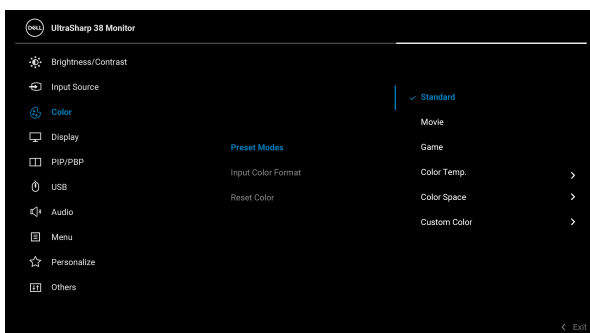 DELL UltraSharp 38 Monitor
Brightness/Contrast
Input Source
Color
Display
PIP/PBP
USB
Audio
Menu
Personalize
Others
Preset Modes
Input Color Format
Reset Color
Standard
Movie
Game
Color Temp.
Color Space
Custom Color
Exit